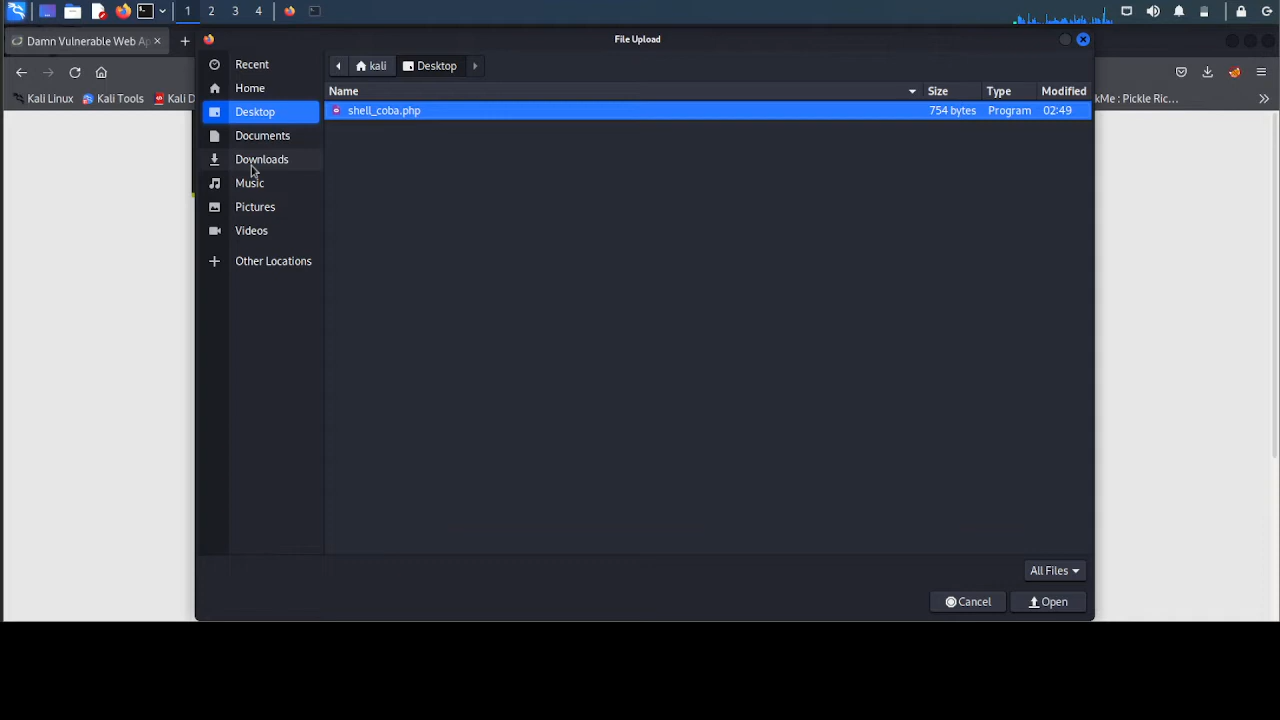 1 2 3 4
Damn Vulnerable Web Ap
File Upload
Kali Linux Kali Tools Kali D
kMe : Pickle Ric...
Recent
Home
Desktop
Documents
Downloads
Music
Pictures
Videos
Other Locations
kali Desktop
Name Size Type Modified
shell_coba.php 754 bytes Program 02:49
All Files
Cancel Open